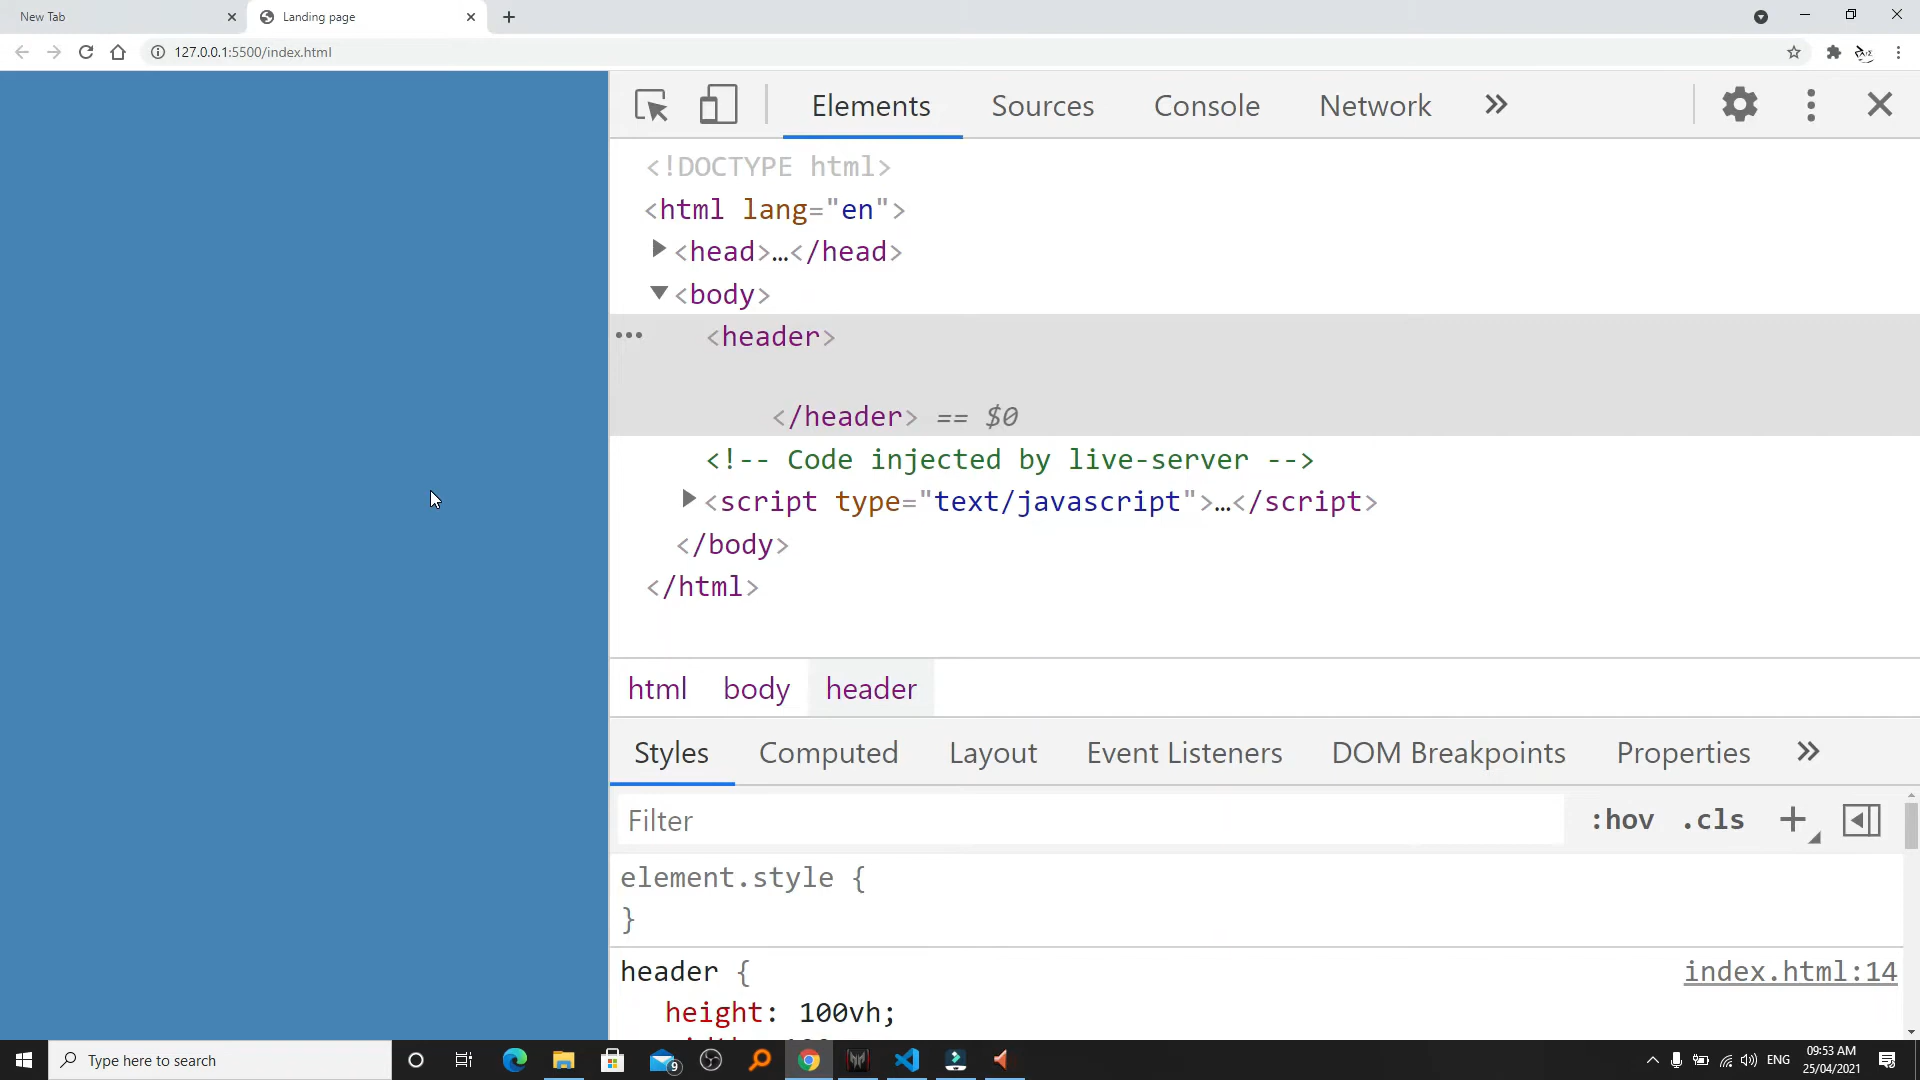 New Tab
Landing page
127.0.0.1:5500/index.html
Elements Sources Console Network
<!DOCTYPE html>
<html lang="en">
<head>…</head>
<body>
<header>
</header> == $0
<!-- Code injected by live-server -->
<script type="text/javascript">…</script>
</body>
</html>
html body header
Styles Computed Layout Event Listeners DOM Breakpoints Properties
Filter :hov .cls
element.style {
}
header { index.html:14
height: 100vh;
Type here to search
9
ENG
09:53 AM
25/04/2021